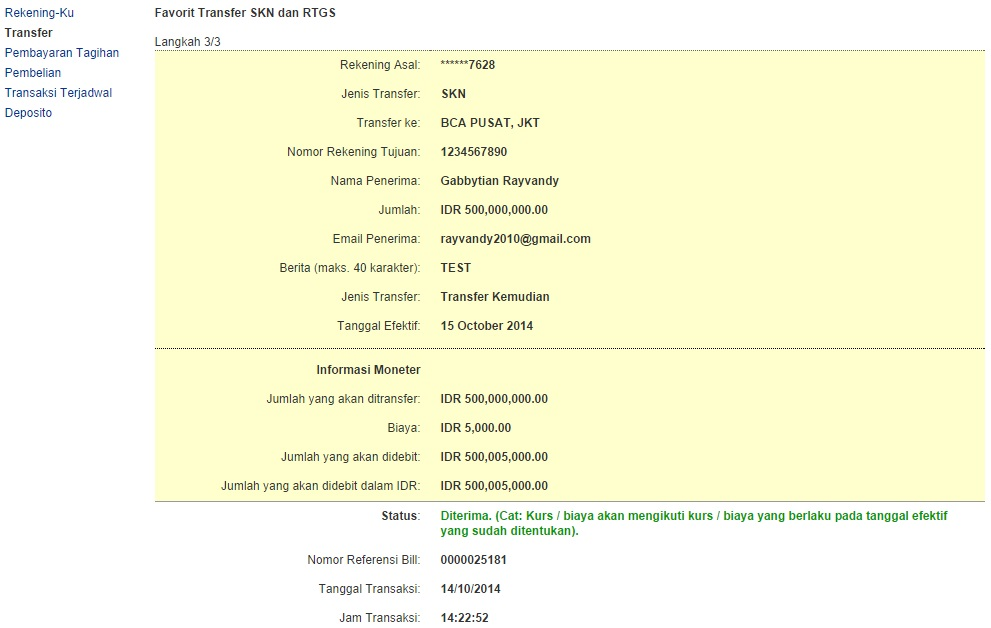 Rekening-Ku
Transfer
Pembayaran Tagihan
Pembelian
Transaksi Terjadwal
Deposito
Favorit Transfer SKN dan RTGS
Langkah 3/3
Rekening Asal: ******7628
Jenis Transfer: SKN
Transfer ke: BCA PUSAT, JKT
Nomor Rekening Tujuan: 1234567890
Nama Penerima: Gabbytian Rayvandy
Jumlah: IDR 500,000,000.00
Email Penerima: rayvandy2010@gmail.com
Berita (maks. 40 karakter): TEST
Jenis Transfer: Transfer Kemudian
Tanggal Efektif: 15 October 2014
Informasi Moneter
Jumlah yang akan ditransfer: IDR 500,000,000.00
Biaya: IDR 5,000.00
Jumlah yang akan didebit: IDR 500,005,000.00
Jumlah yang akan didebit dalam IDR: IDR 500,005,000.00
Status: Diterima. (Cat: Kurs / biaya akan mengikuti kurs / biaya yang berlaku pada tanggal efektif
yang sudah ditentukan).
Nomor Referensi Bill: 0000025181
Tanggal Transaksi: 14/10/2014
Jam Transaksi: 14:22:52